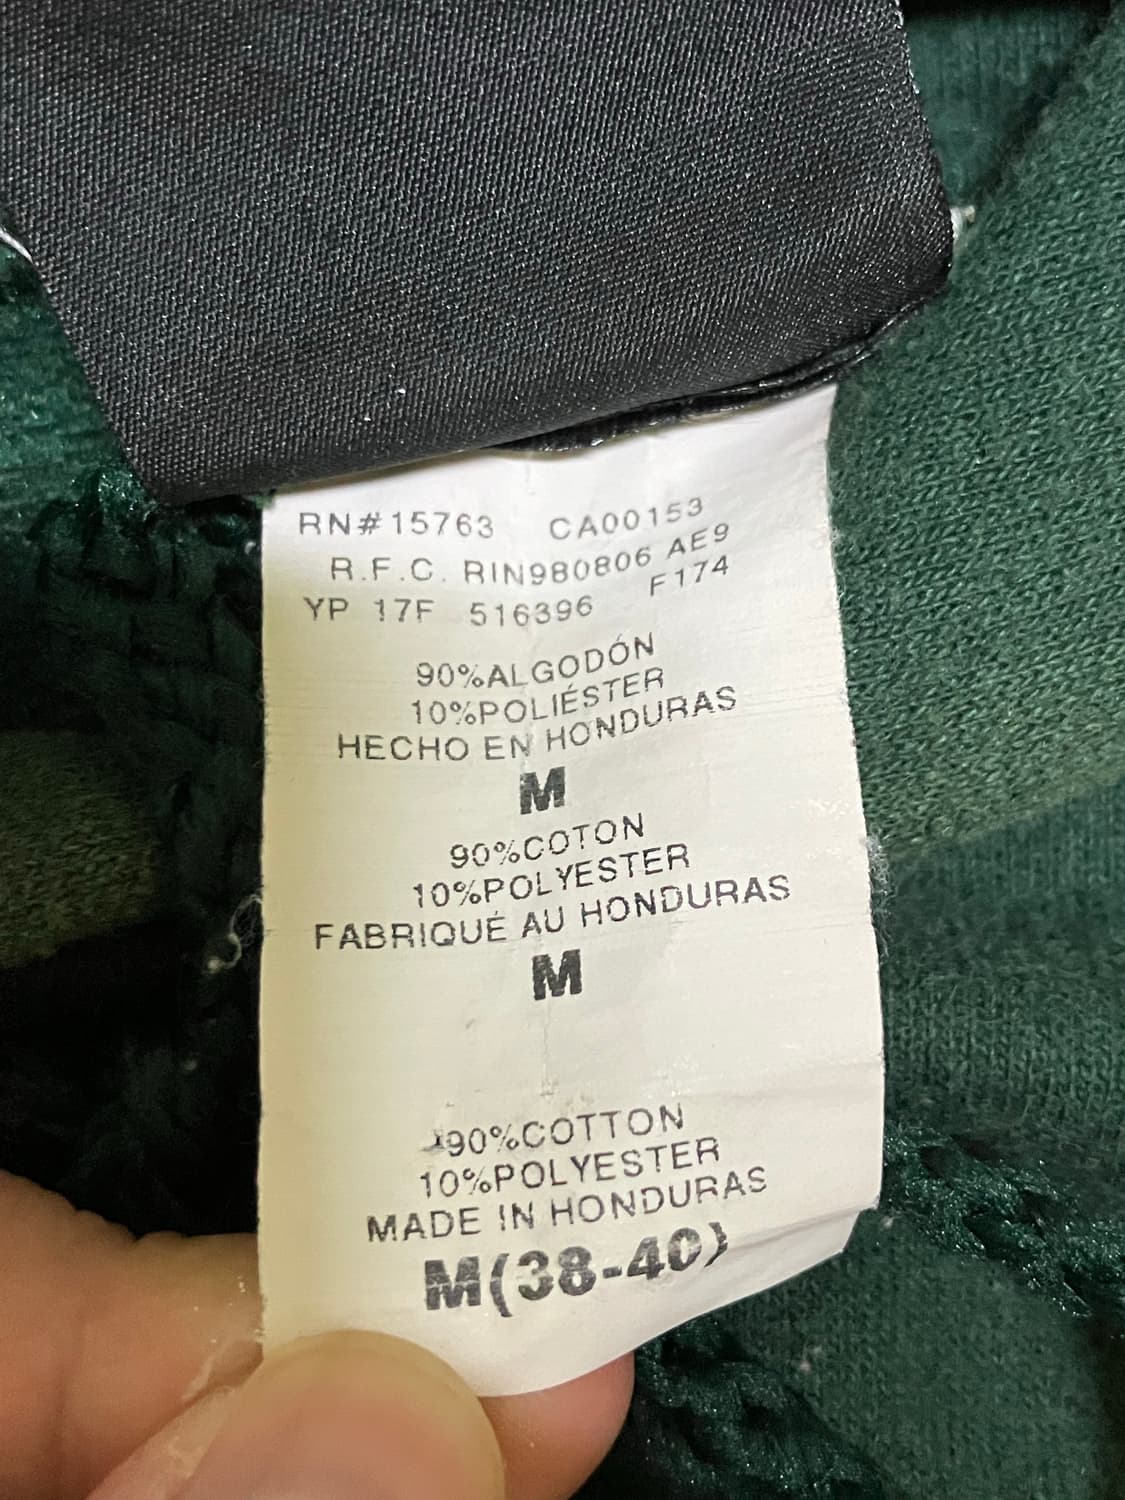 RN#15763 CA00153
R.F.C. RIN980806 AE9
YP 17F 516396 F174
90%ALGODÓN
10%POLIÉSTER
HECHO EN HONDURAS
M
90%COTON
10%POLYESTER
FABRIQUÉ AU HONDURAS
M
90%COTTON
10%POLYESTER
MADE IN HONDURAS
M(38-40)